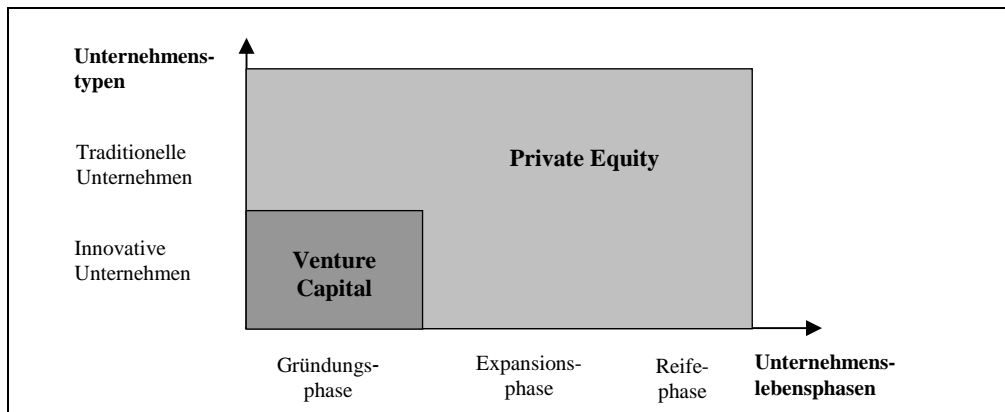 Unternehmens-
typen
Traditionelle
Unternehmen
Private Equity
Innovative
Unternehmen
Venture
Capital
Gründungs-
phase
Expansions-
phase
Reife-
phase
Unternehmens-
lebensphasen